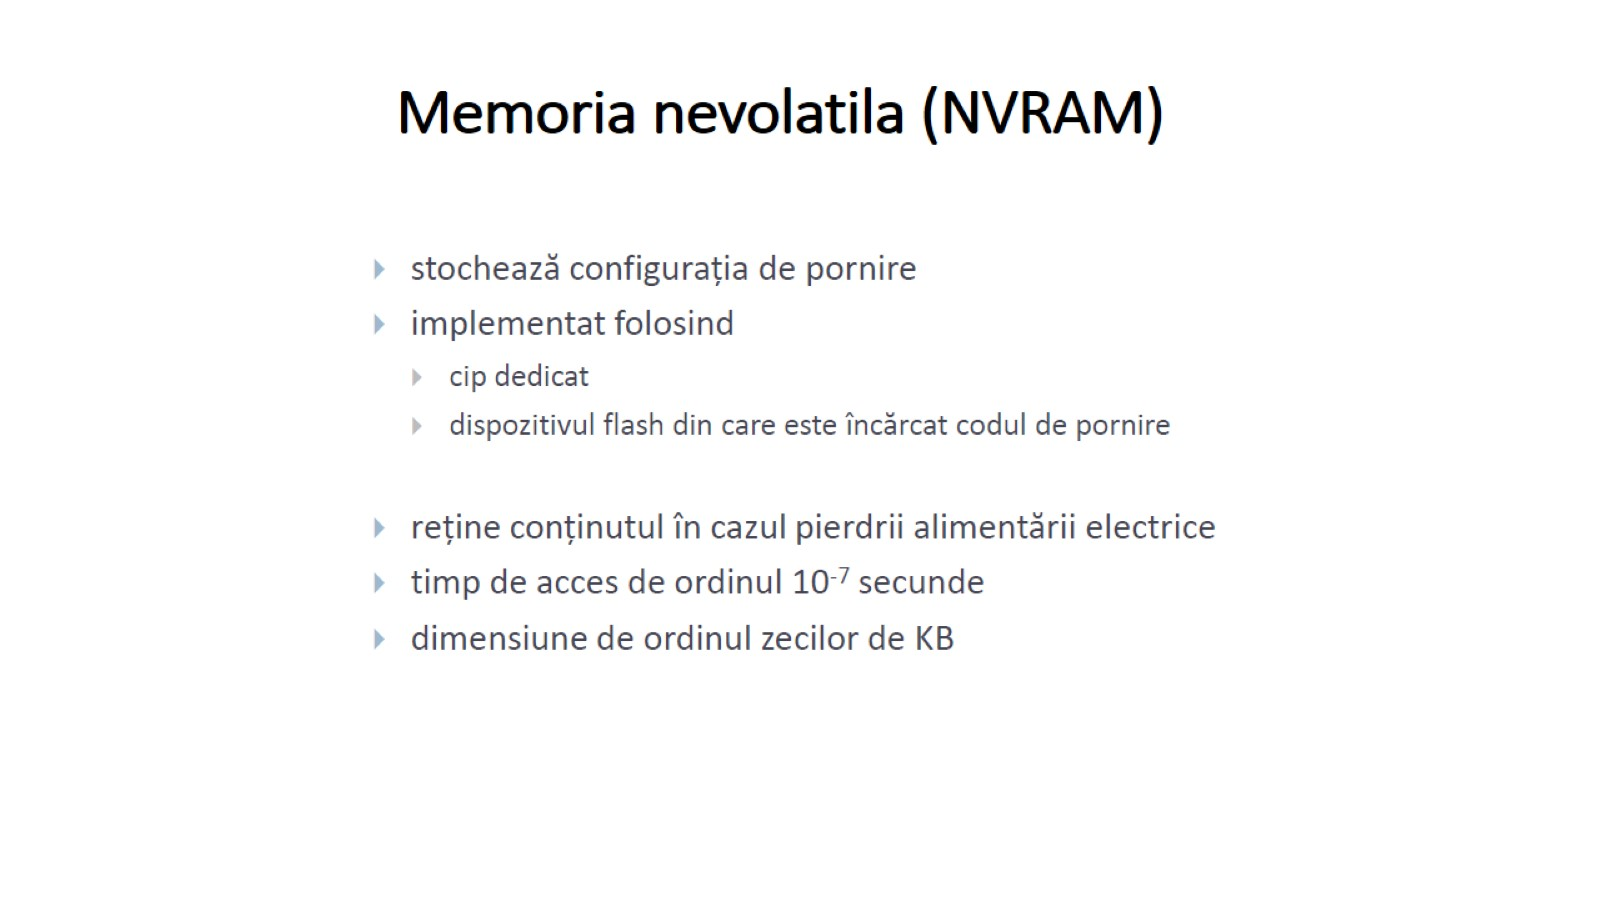 Memoria nevolatila (NVRAM)
stochează configurația de pornire
implementat folosind
cip dedicat
dispozitivul flash din care este încărcat codul de pornire
reține conținutul în cazul pierdrii alimentării electrice
timp de acces de ordinul 10⁻⁷ secunde
dimensiune de ordinul zecilor de KB